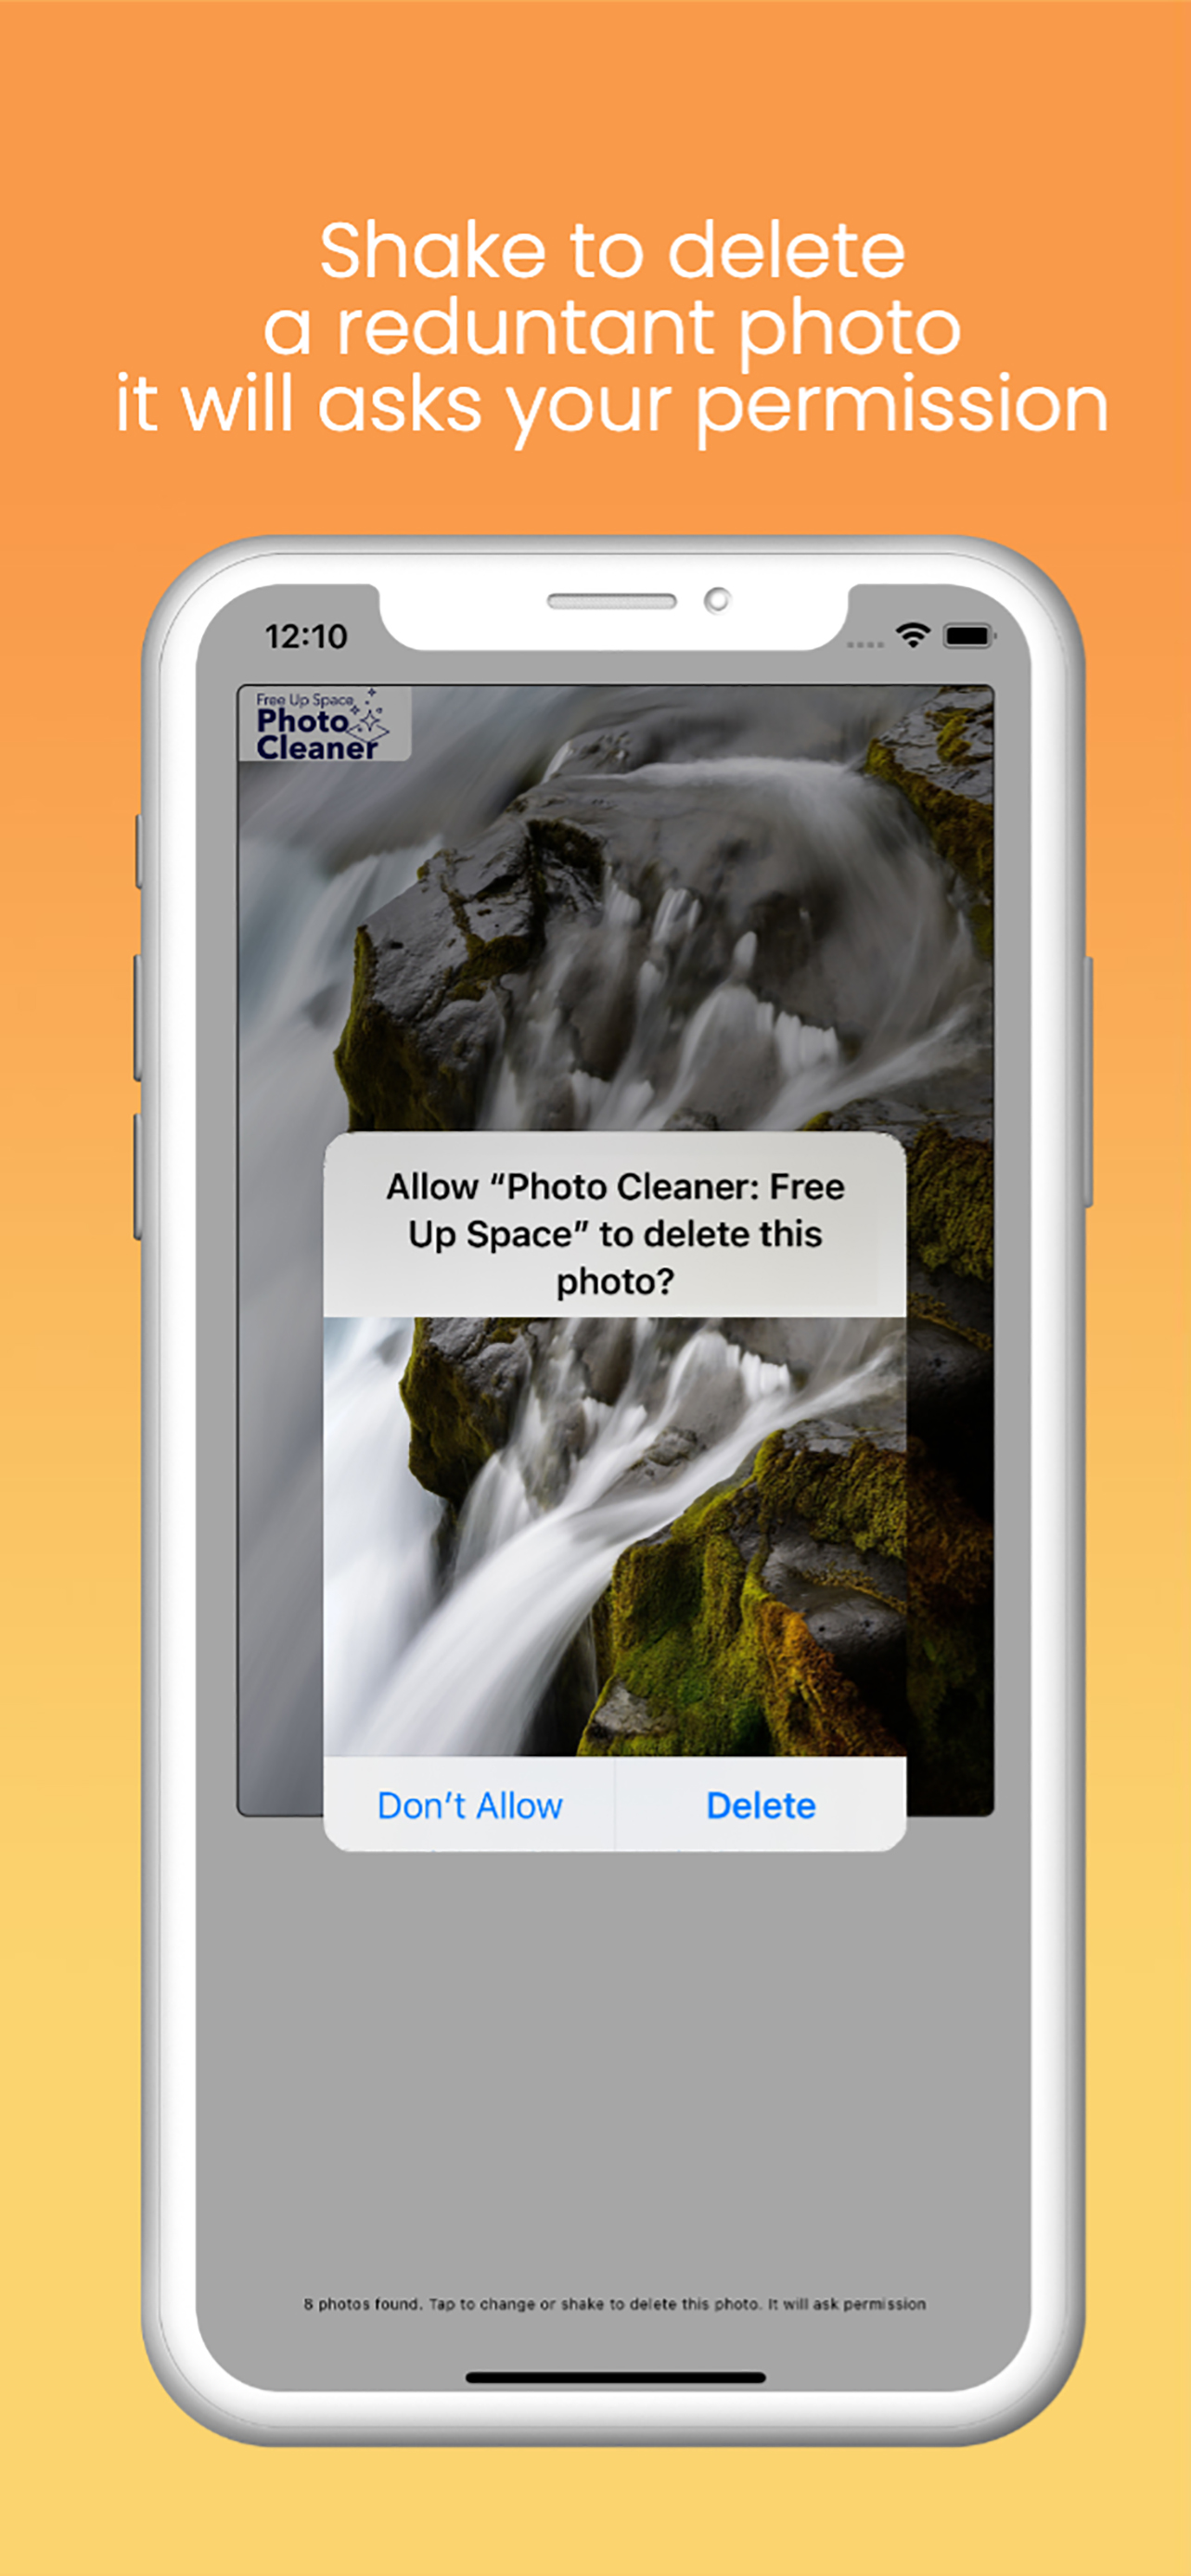 Shake to delete
a reduntant photo
it will asks your permission
12:10
Free Up Space
Photo
Cleaner
Allow “Photo Cleaner: Free
Up Space” to delete this
photo?
Don’t Allow
Delete
8 photos found. Tap to change or shake to delete this photo. It will ask permission